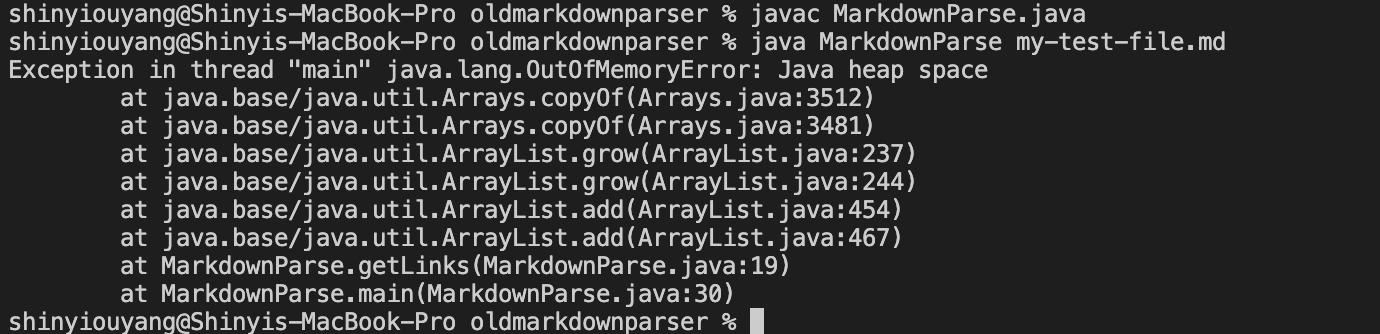 shinyiouyang@Shinyis-MacBook-Pro oldmarkdownparser % javac MarkdownParse.java
shinyiouyang@Shinyis-MacBook-Pro oldmarkdownparser % java MarkdownParse my-test-file.md
Exception in thread "main" java.lang.OutOfMemoryError: Java heap space
        at java.base/java.util.Arrays.copyOf(Arrays.java:3512)
        at java.base/java.util.Arrays.copyOf(Arrays.java:3481)
        at java.base/java.util.ArrayList.grow(ArrayList.java:237)
        at java.base/java.util.ArrayList.grow(ArrayList.java:244)
        at java.base/java.util.ArrayList.add(ArrayList.java:454)
        at java.base/java.util.ArrayList.add(ArrayList.java:467)
        at MarkdownParse.getLinks(MarkdownParse.java:19)
        at MarkdownParse.main(MarkdownParse.java:30)
shinyiouyang@Shinyis-MacBook-Pro oldmarkdownparser %